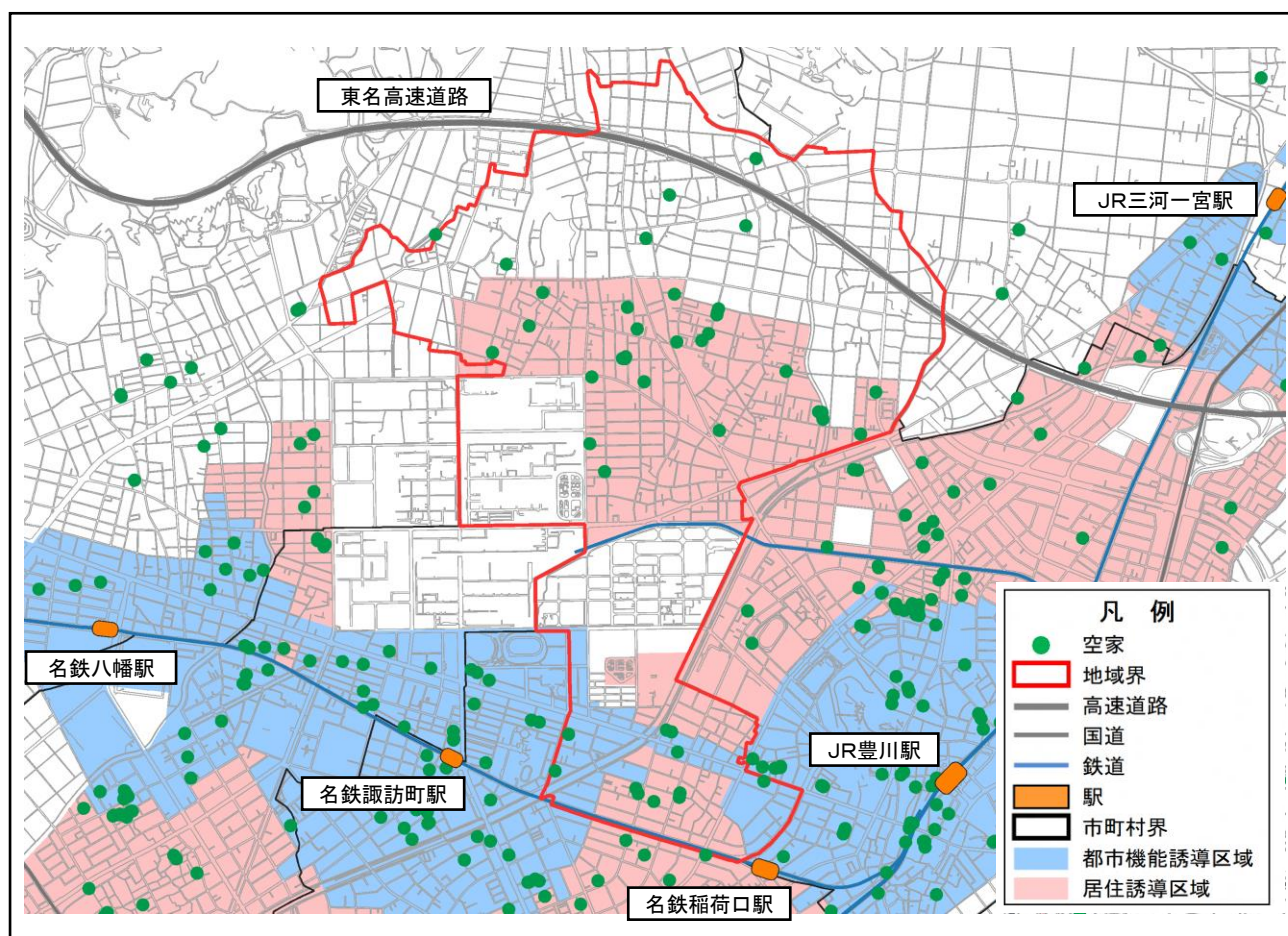 東名高速道路
JR三河一宮駅
名鉄八幡駅
名鉄諏訪町駅
JR豊川駅
名鉄稲荷口駅
凡 例
空家
地域界
高速道路
国道
鉄道
駅
市町村界
都市機能誘導区域
居住誘導区域